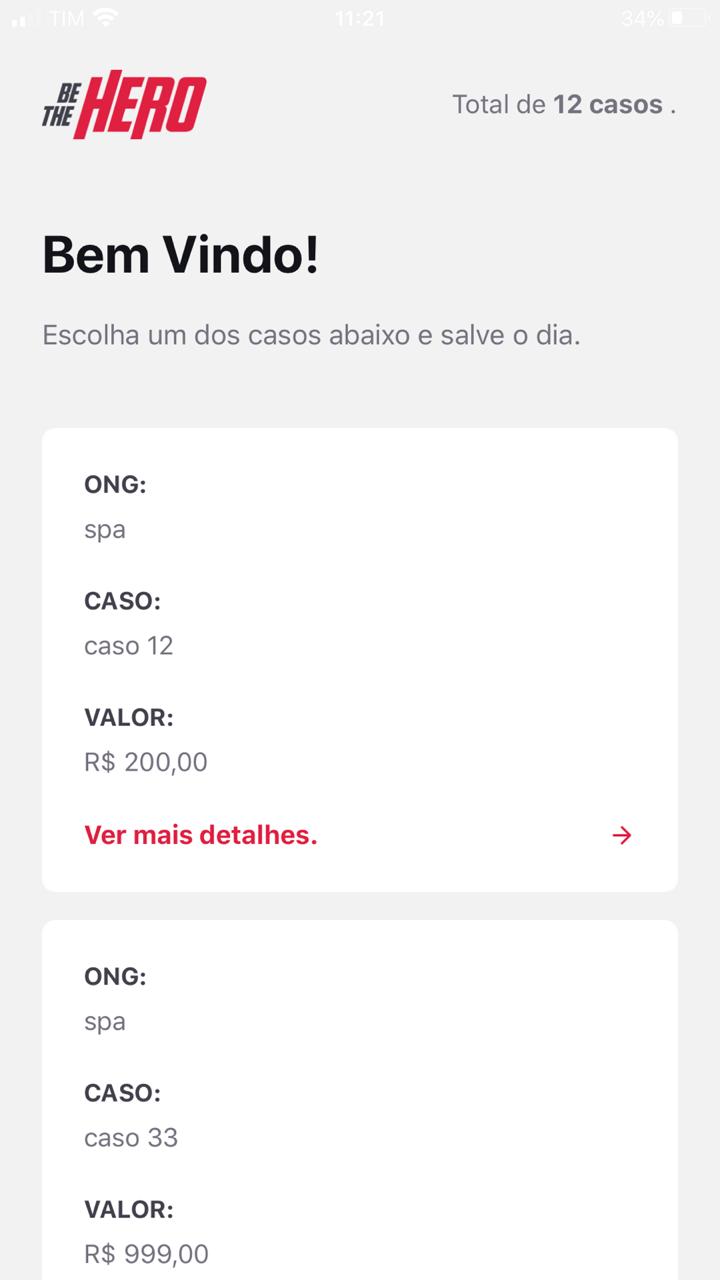 TIM 11:21 34%
BE THE HERO
Total de 12 casos .
Bem Vindo!
Escolha um dos casos abaixo e salve o dia.
ONG:
spa
CASO:
caso 12
VALOR:
R$ 200,00
Ver mais detalhes.
ONG:
spa
CASO:
caso 33
VALOR:
R$ 999,00